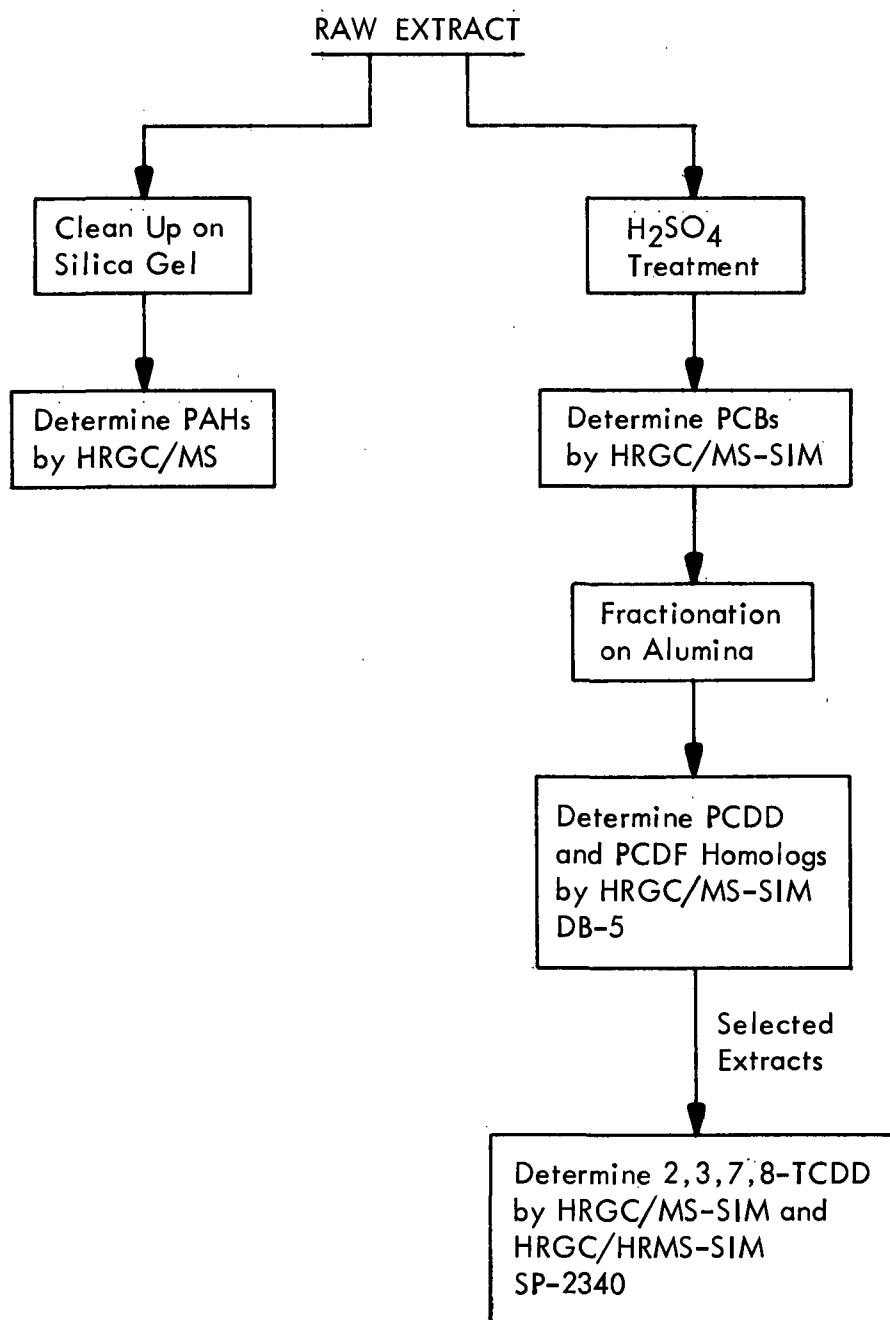 RAW EXTRACT
Clean Up on
Silica Gel
Determine PAHs
by HRGC/MS
H2SO4
Treatment
Determine PCBs
by HRGC/MS-SIM
Fractionation
on Alumina
Determine PCDD
and PCDF Homologs
by HRGC/MS-SIM
DB-5
Selected
Extracts
Determine 2,3,7,8-TCDD
by HRGC/MS-SIM and
HRGC/HRMS-SIM
SP-2340